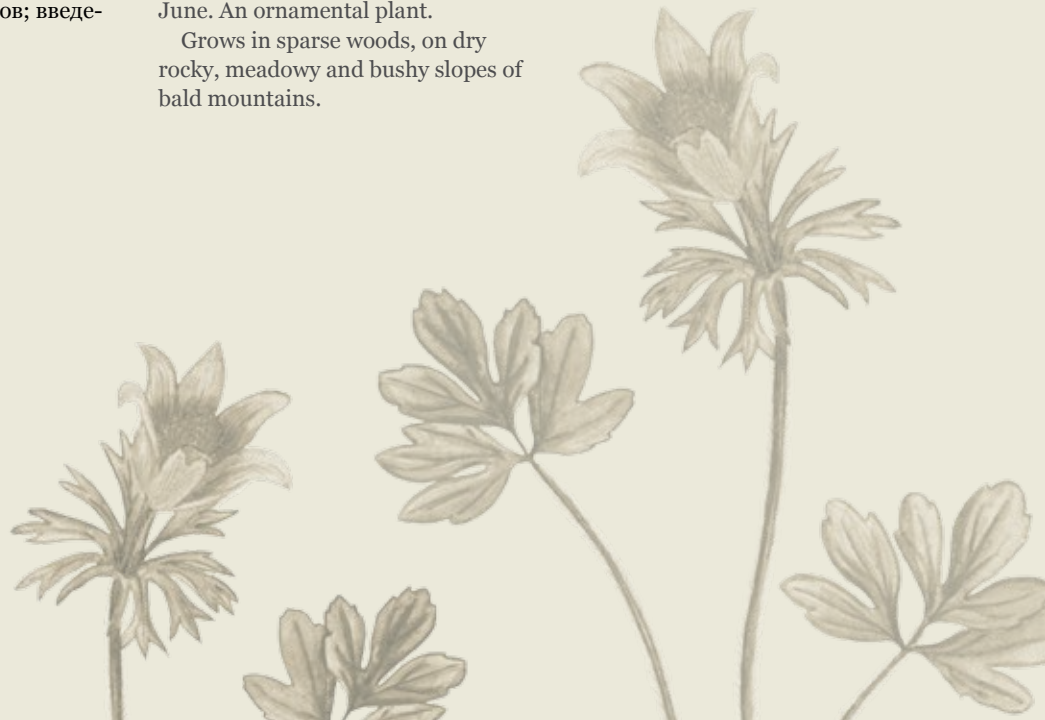 ов; введе-
June. An ornamental plant.
Grows in sparse woods, on dry
rocky, meadowy and bushy slopes of
bald mountains.